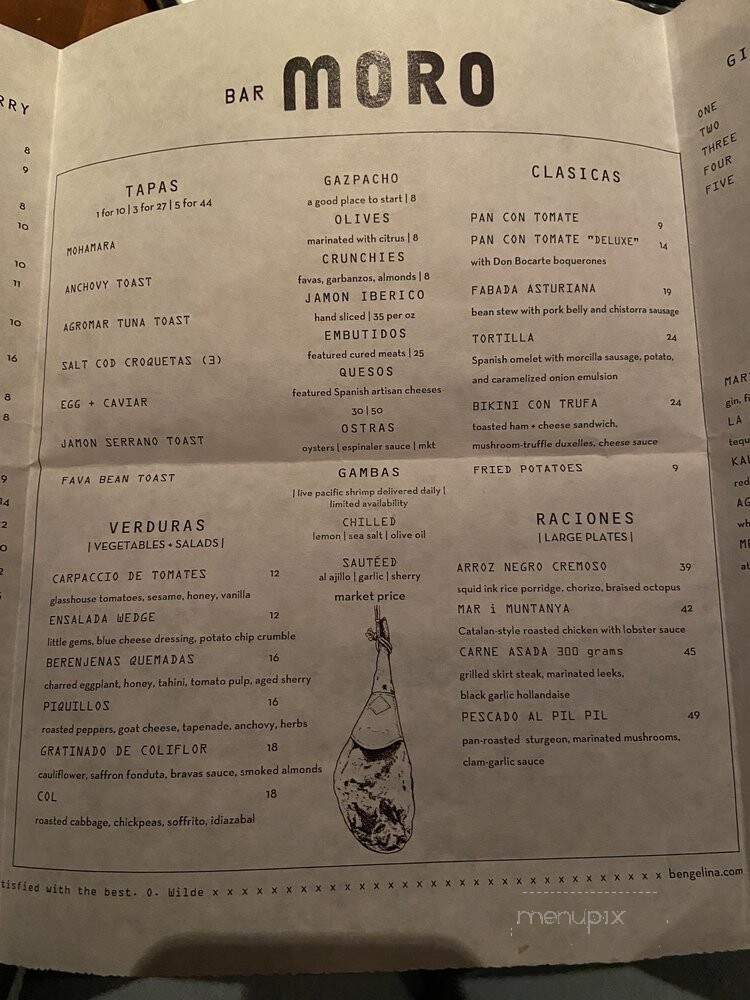 BAR MORO
TAPAS
1 for 10 | 3 for 27 | 5 for 44
MOHAMARA
ANCHOVY TOAST
AGROMAR TUNA TOAST
SALT COD CROQUETAS (3)
EGG + CAVIAR
JAMON SERRANO TOAST
FAVA BEAN TOAST
VERDURAS
| VEGETABLES + SALADS |
CARPACCIO DE TOMATES 12
glasshouse tomatoes, sesame, honey, vanilla
ENSALADA WEDGE 12
little gems, blue cheese dressing, potato chip crumble
BERENJENAS QUEMADAS 16
charred eggplant, honey, tahini, tomato pulp, aged sherry
PIQUILLOS 16
roasted peppers, goat cheese, tapenade, anchovy, herbs
GRATINADO DE COLIFLOR 18
cauliflower, saffron fonduta, bravas sauce, smoked almonds
COL 18
roasted cabbage, chickpeas, soffrito, idiazabal
GAZPACHO
a good place to start | 8
OLIVES
marinated with citrus | 8
CRUNCHIES
favas, garbanzos, almonds | 8
JAMON IBERICO
hand sliced | 35 per oz
EMBUTIDOS
featured cured meats | 25
QUESOS
featured Spanish artisan cheeses
30 | 50
OSTRAS
oysters | espinaler sauce | mkt
GAMBAS
| live pacific shrimp delivered daily |
limited availability
CHILLED
lemon | sea salt | olive oil
SAUTÉED
al ajillo | garlic | sherry
market price
CLASICAS
PAN CON TOMATE 9
PAN CON TOMATE "DELUXE" 14
with Don Bocarte boquerones
FABADA ASTURIANA 19
bean stew with pork belly and chistorra sausage
TORTILLA 24
Spanish omelet with morcilla sausage, potato,
and caramelized onion emulsion
BIKINI CON TRUFA 24
toasted ham + cheese sandwich,
mushroom-truffle duxelles, cheese sauce
FRIED POTATOES 9
RACIONES
| LARGE PLATES |
ARROZ NEGRO CREMOSO 39
squid ink rice porridge, chorizo, braised octopus
MAR i MUNTANYA 42
Catalan-style roasted chicken with lobster sauce
CARNE ASADA 300 grams 45
grilled skirt steak, marinated leeks,
black garlic hollandaise
PESCADO AL PIL PIL 49
pan-roasted sturgeon, marinated mushrooms,
clam-garlic sauce
with the best. O. Wilde x x x x x x x x x x x x x x x x x x x x x x x x x bengelina.com
ONE
TWO
THREE
FOUR
FIVE
LA
menupix